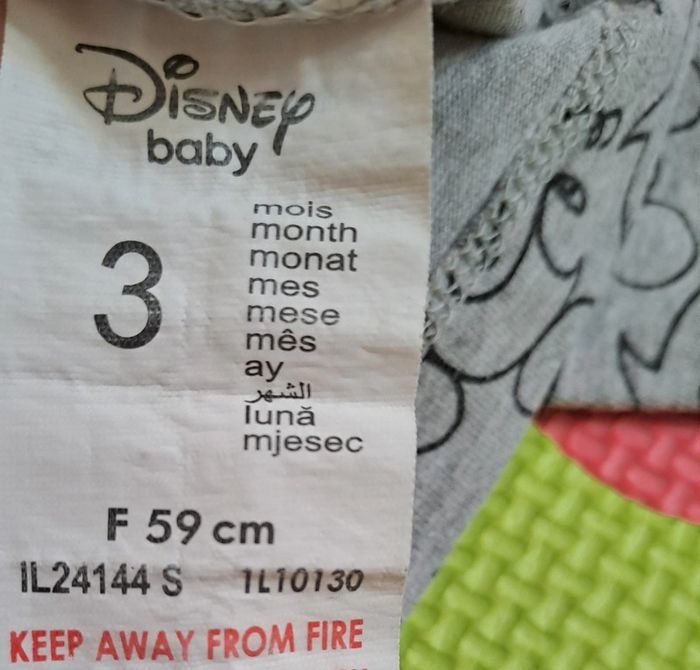 Disney
baby
3
mois
month
monat
mes
mese
mês
ay
الشهر
lună
mjesec
F 59 cm
IL24144 S 1L10130
KEEP AWAY FROM FIRE